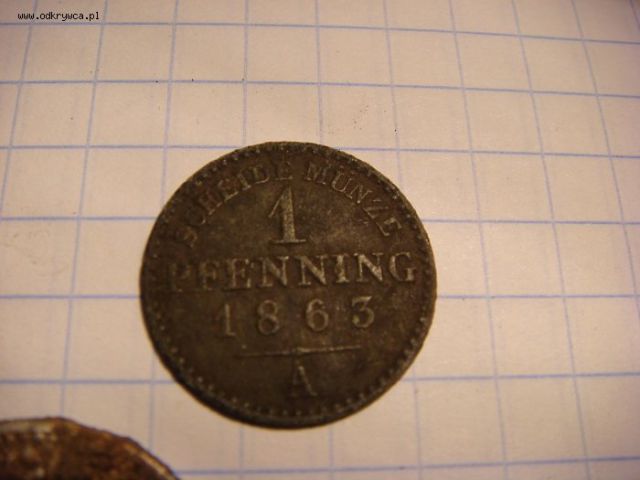 www.odkrywca.pl
SCHEIDE MÜNZE
1
PFENNING
1863
A